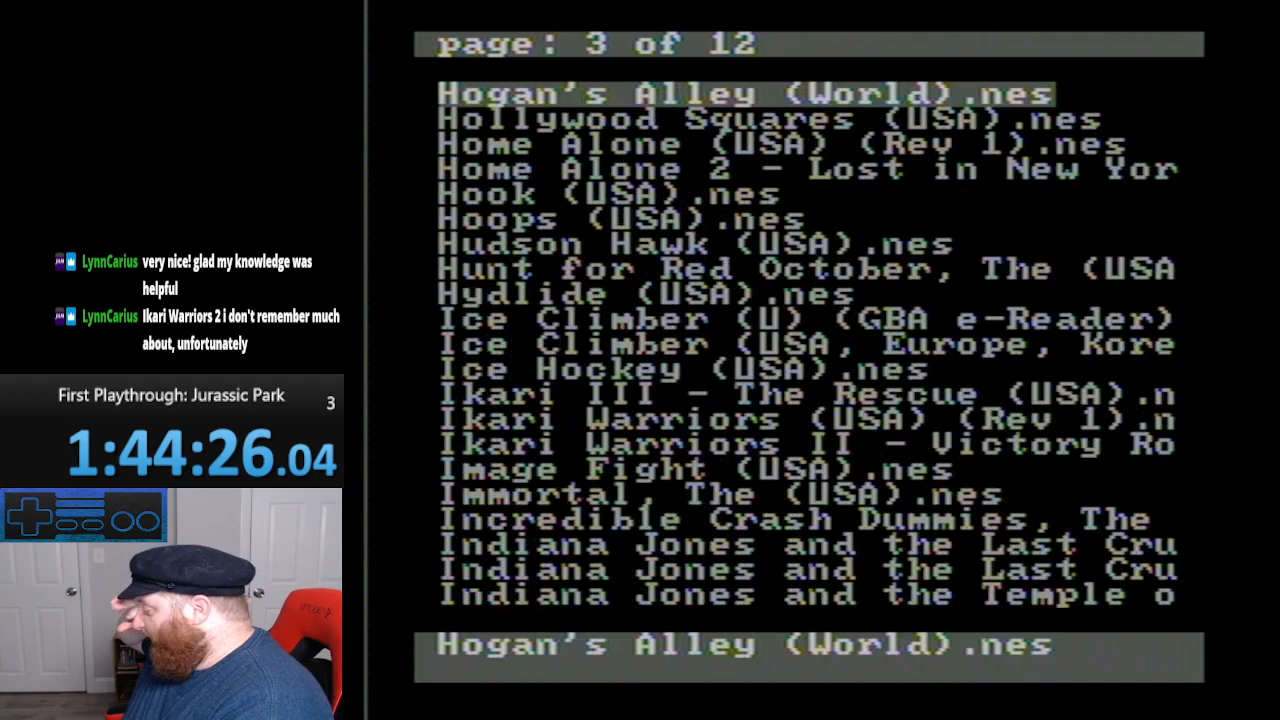 page: 3 of 12
Hogan's Alley (World).nes
Hollywood Squares (USA).nes
Home Alone (USA) (Rev 1).nes
Home Alone 2 - Lost in New Yor
Hook (USA).nes
Hoops (USA).nes
Hudson Hawk (USA).nes
Hunt for Red October, The (USA
Hydlide (USA).nes
Ice Climber (U) (GBA e-Reader)
Ice Climber (USA, Europe, Kore
Ice Hockey (USA).nes
Ikari III - The Rescue (USA).n
Ikari Warriors (USA) (Rev 1).n
Ikari Warriors II - Victory Ro
Image Fight (USA).nes
Immortal, The (USA).nes
Incredible Crash Dummies, The
Indiana Jones and the Last Cru
Indiana Jones and the Last Cru
Indiana Jones and the Temple o
Hogan's Alley (World).nes
LynnCarius very nice! glad my knowledge was
helpful
LynnCarius Ikari Warriors 2 i don't remember much
about, unfortunately
First Playthrough: Jurassic Park
3
1:44:26.04